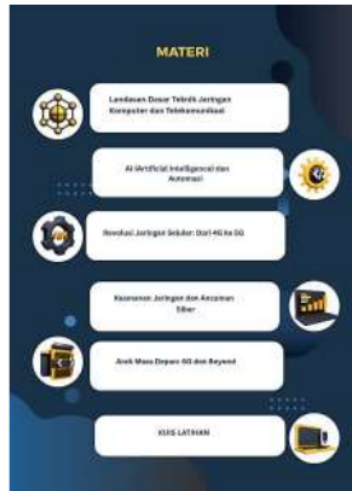 MATERI
Landasan Dasar Teknik Jaringan
Komputer dan Telekomunikasi
AI (Artificial Intelligence) dan
Automasi
Revolusi Jaringan Seluler: Dari 4G ke 5G
Keamanan Jaringan dan Ancaman
Siber
Arah Masa Depan: 6G dan Beyond
KUIS LATIHAN